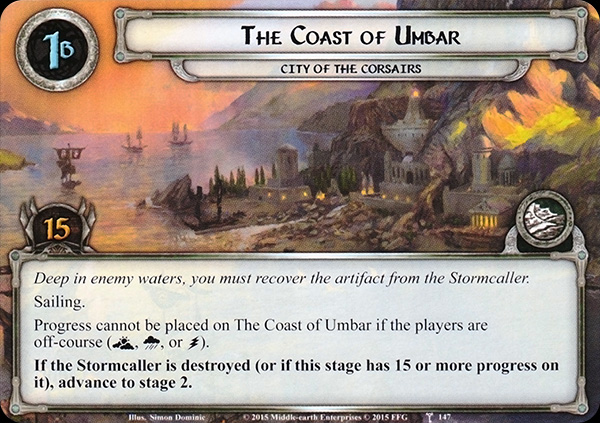 1B
THE COAST OF UMBAR
CITY OF THE CORSAIRS
15
Deep in enemy waters, you must recover the artifact from the Stormcaller.
Sailing.
Progress cannot be placed on The Coast of Umbar if the players are
off-course ( , , or ).
If the Stormcaller is destroyed (or if this stage has 15 or more progress on
it), advance to stage 2.
Illus. Simon Dominic © 2015 Middle-earth Enterprises © 2015 FFG 147